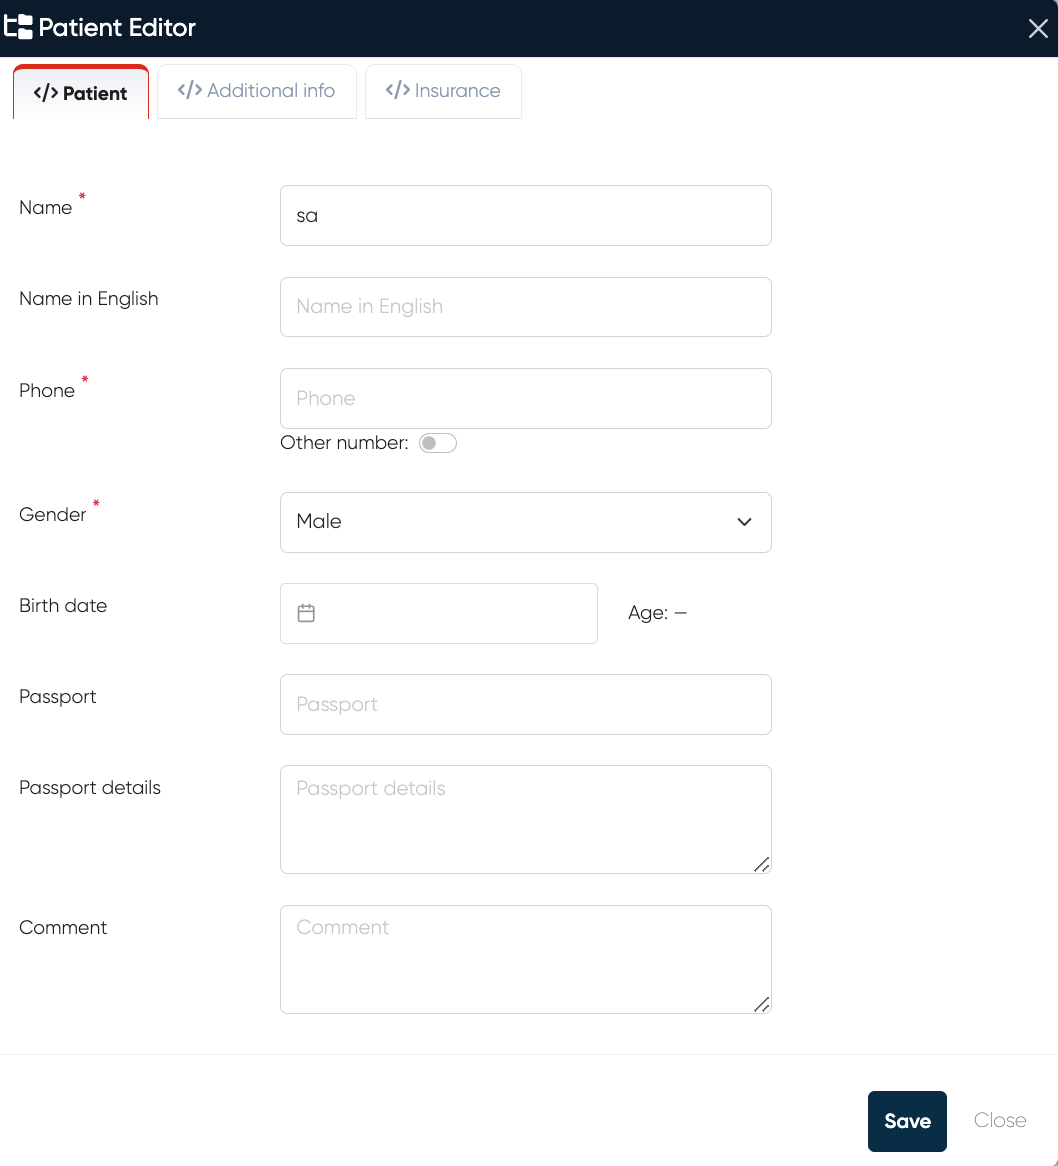 Patient Editor
</> Patient </> Additional info </> Insurance
Name * sa
Name in English Name in English
Phone * Phone
Other number:
Gender * Male
Birth date Age: —
Passport Passport
Passport details Passport details
Comment Comment
Save Close